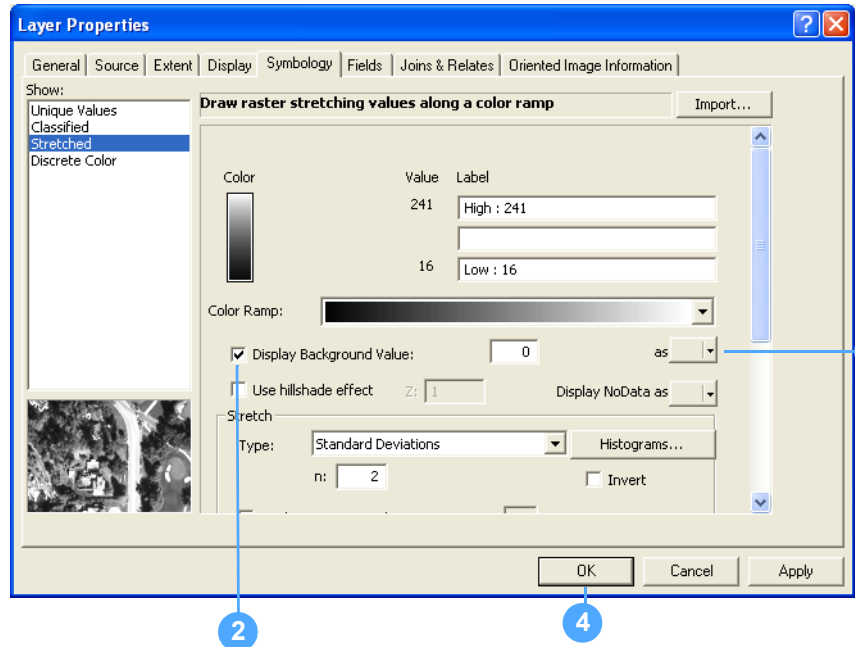 Layer Properties
General Source Extent Display Symbology Fields Joins & Relates Oriented Image Information
Show:
Unique Values
Classified
Stretched
Discrete Color
Draw raster stretching values along a color ramp
Import...
Color Value Label
241 High : 241
16 Low : 16
Color Ramp:
Display Background Value: 0 as
Use hillshade effect Z: 1 Display NoData as
Stretch
Type: Standard Deviations Histograms...
n: 2 Invert
OK Cancel Apply
2 4